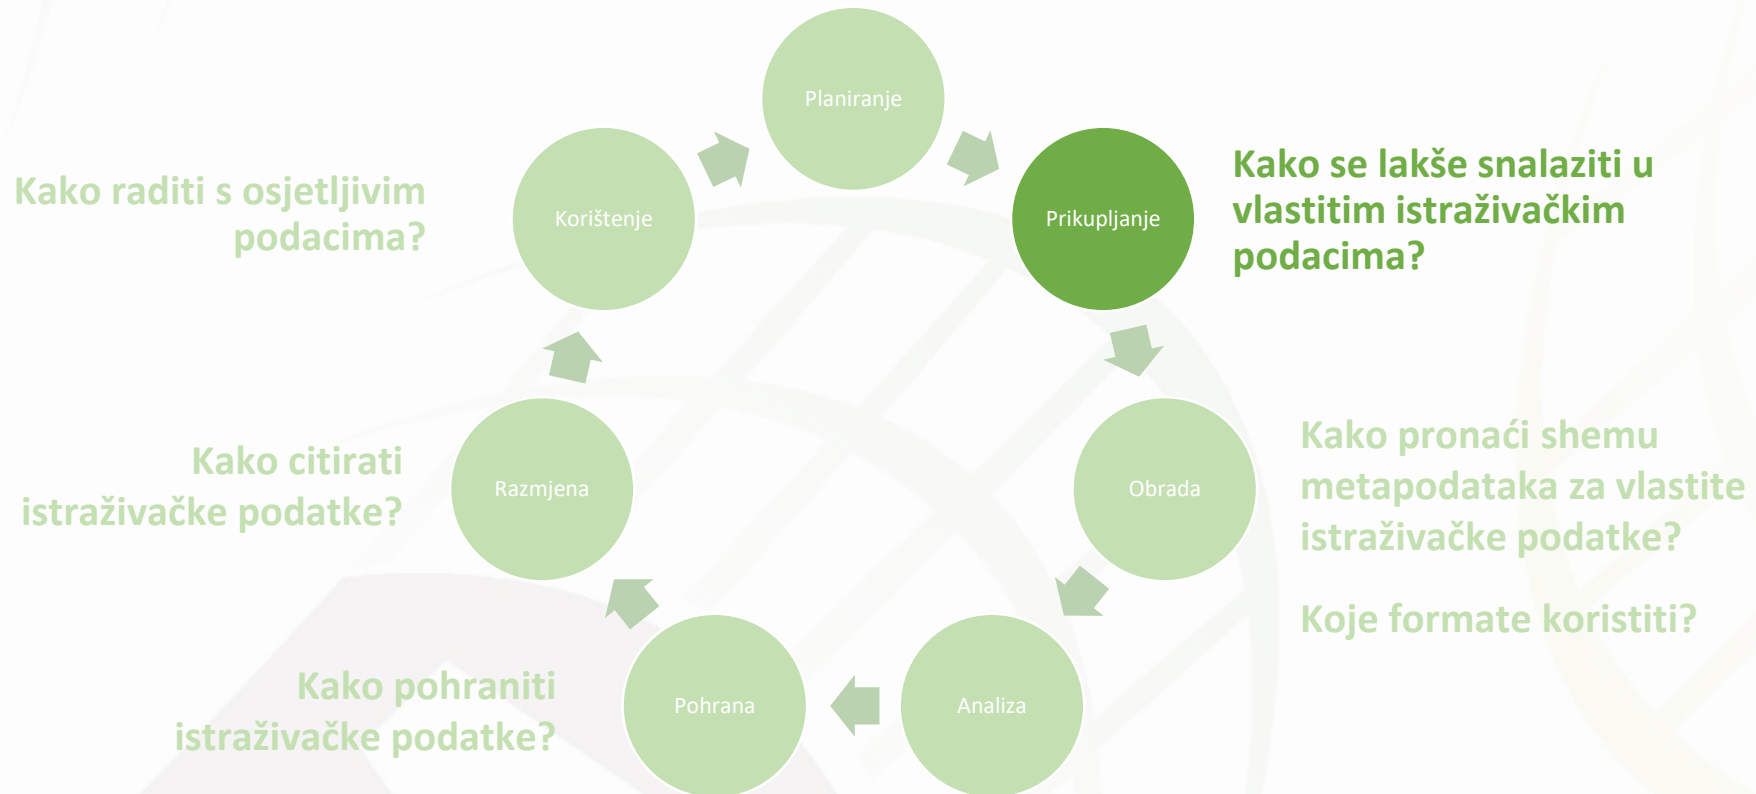 Planiranje
Prikupljanje
Kako se lakše snalaziti u
vlastitim istraživačkim
podacima?
Obrada
Kako pronaći shemu
metapodataka za vlastite
istraživačke podatke?
Koje formate koristiti?
Analiza
Pohrana
Kako pohraniti
istraživačke podatke?
Razmjena
Kako citirati
istraživačke podatke?
Korištenje
Kako raditi s osjetljivim
podacima?